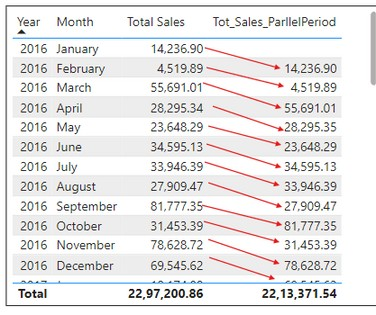 Year Month Total Sales Tot_Sales_ParllelPeriod
2016 January 14,236.90
2016 February 4,519.89 14,236.90
2016 March 55,691.01 4,519.89
2016 April 28,295.34 55,691.01
2016 May 23,648.29 28,295.35
2016 June 34,595.13 23,648.29
2016 July 33,946.39 34,595.13
2016 August 27,909.47 33,946.39
2016 September 81,777.35 27,909.47
2016 October 31,453.39 81,777.35
2016 November 78,628.72 31,453.39
2016 December 69,545.62 78,628.72
Total 22,97,200.86 22,13,371.54